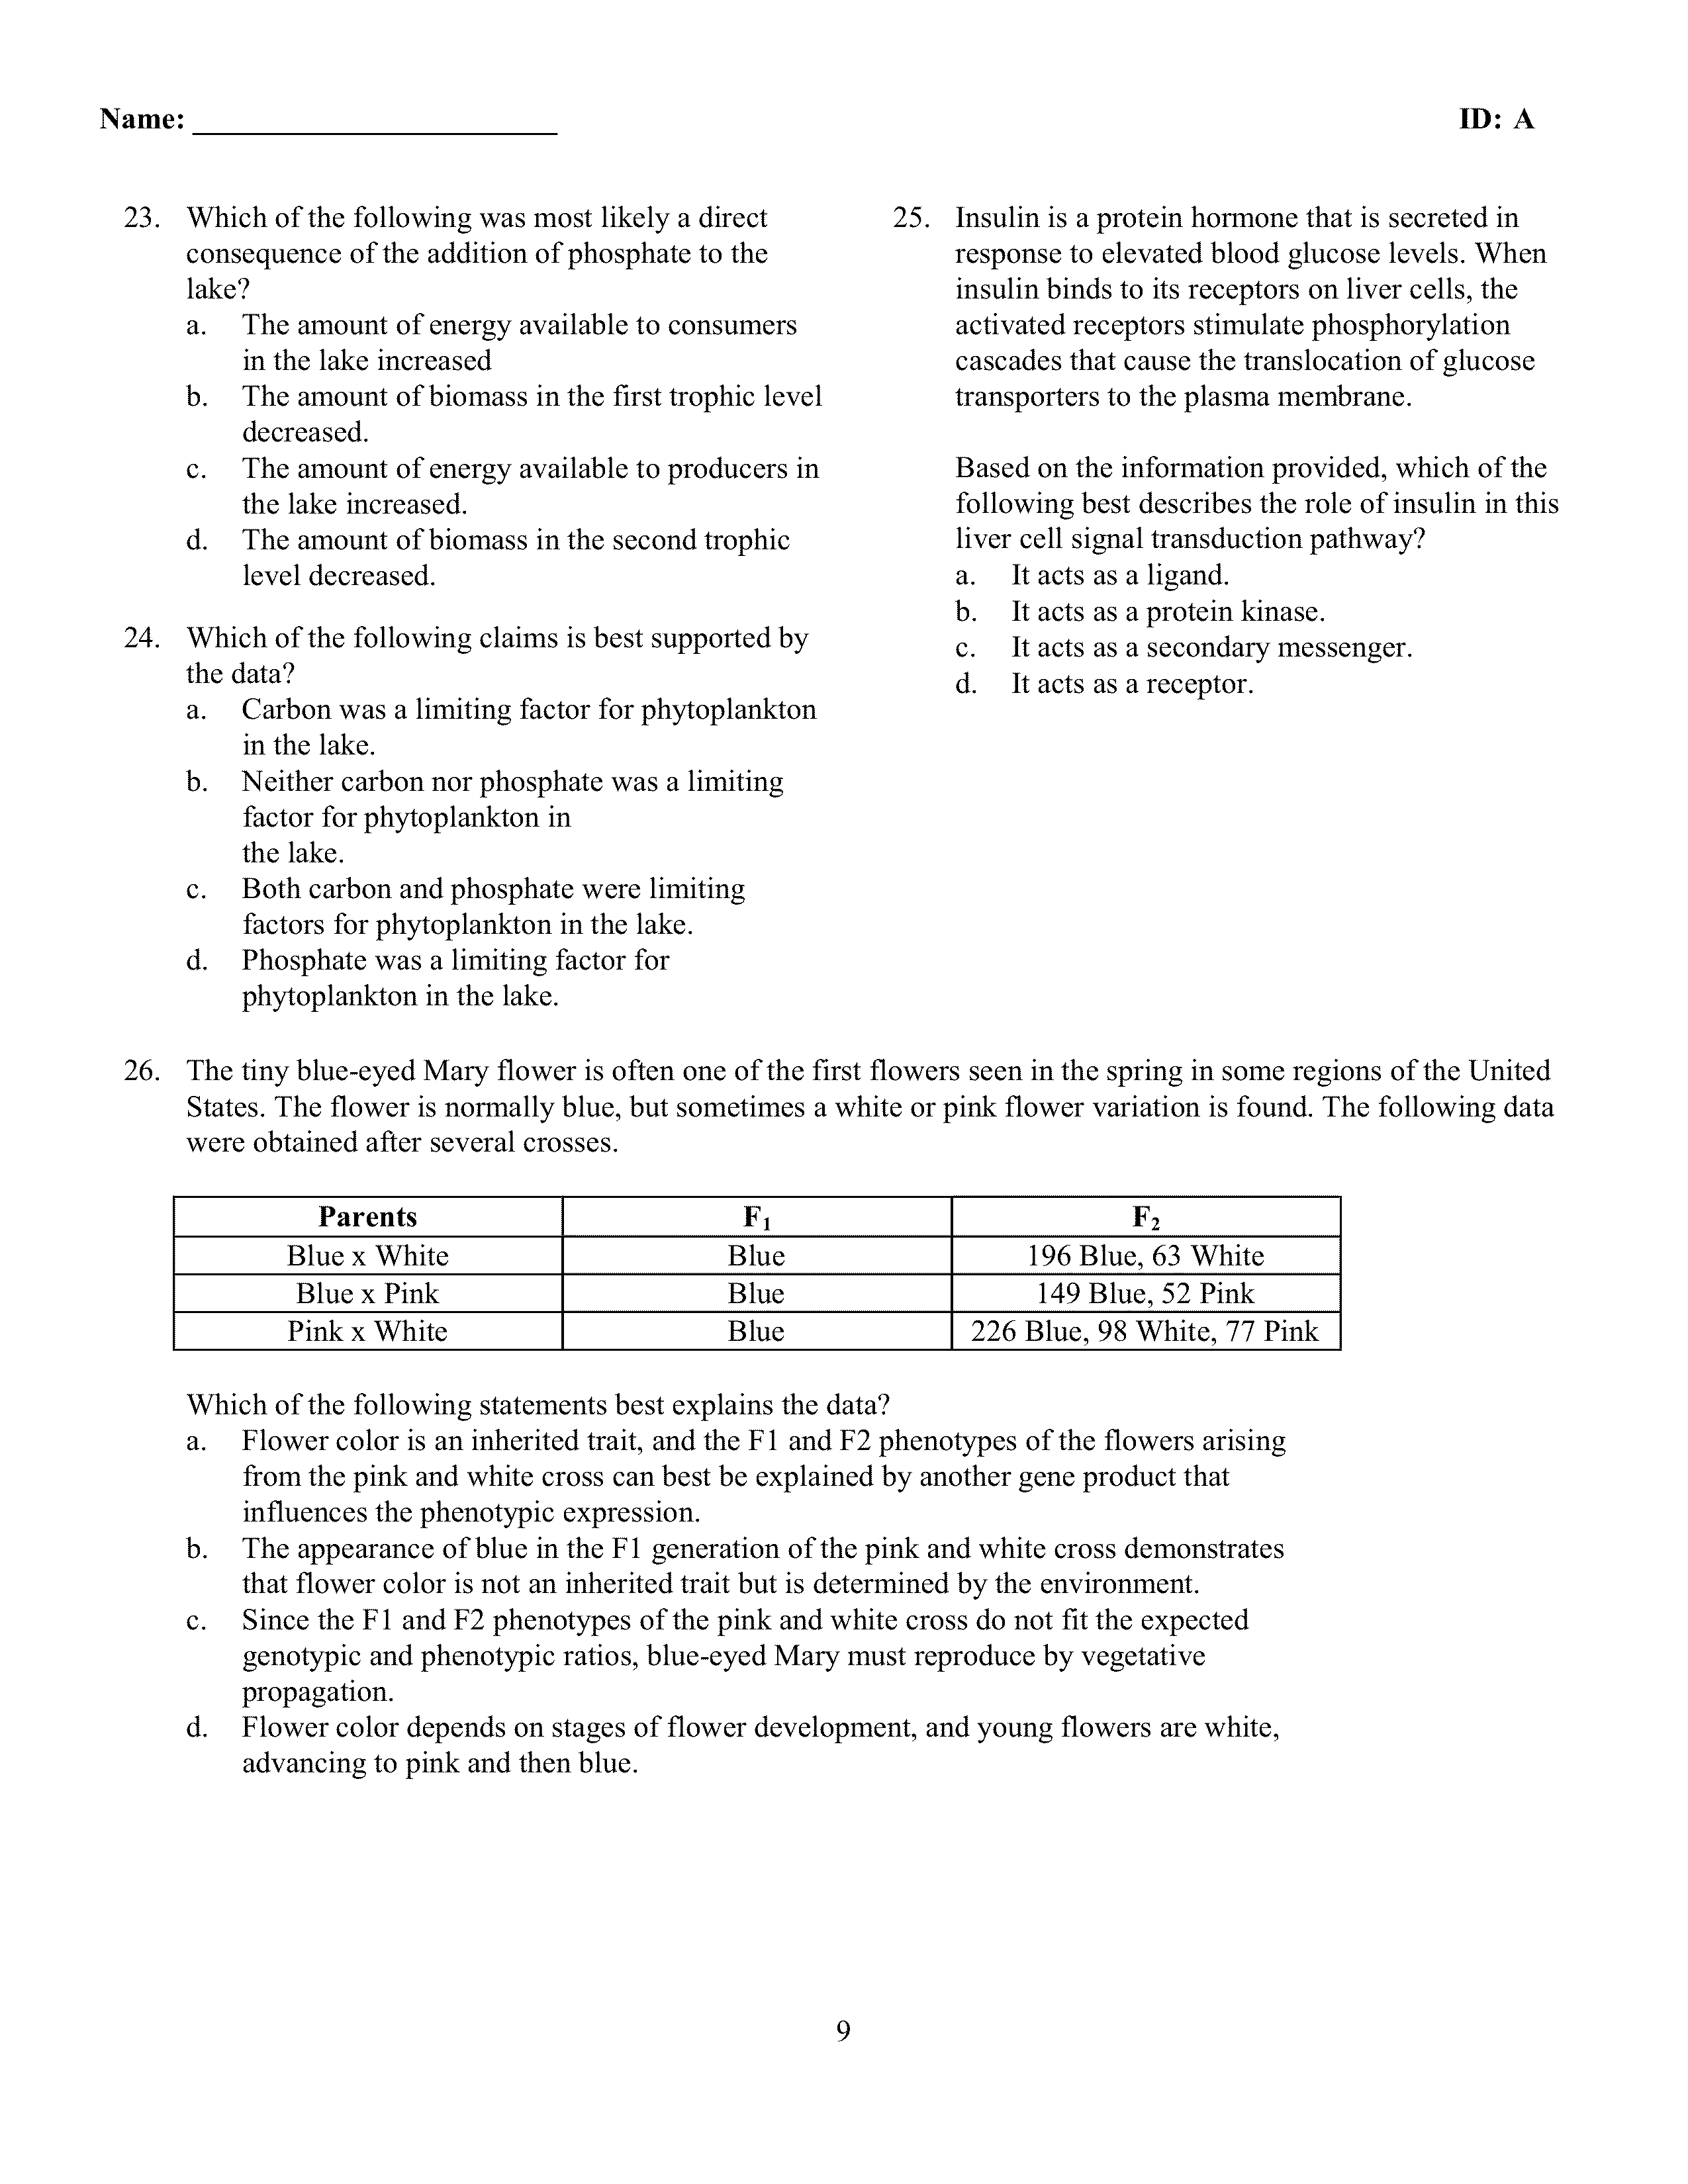 Name: ______________________
ID: A
23. Which of the following was most likely a direct
consequence of the addition of phosphate to the
lake?
a. The amount of energy available to consumers
in the lake increased
b. The amount of biomass in the first trophic level
decreased.
c. The amount of energy available to producers in
the lake increased.
d. The amount of biomass in the second trophic
level decreased.
24. Which of the following claims is best supported by
the data?
a. Carbon was a limiting factor for phytoplankton
in the lake.
b. Neither carbon nor phosphate was a limiting
factor for phytoplankton in
the lake.
c. Both carbon and phosphate were limiting
factors for phytoplankton in the lake.
d. Phosphate was a limiting factor for
phytoplankton in the lake.
25. Insulin is a protein hormone that is secreted in
response to elevated blood glucose levels. When
insulin binds to its receptors on liver cells, the
activated receptors stimulate phosphorylation
cascades that cause the translocation of glucose
transporters to the plasma membrane.
Based on the information provided, which of the
following best describes the role of insulin in this
liver cell signal transduction pathway?
a. It acts as a ligand.
b. It acts as a protein kinase.
c. It acts as a secondary messenger.
d. It acts as a receptor.
26. The tiny blue-eyed Mary flower is often one of the first flowers seen in the spring in some regions of the United
States. The flower is normally blue, but sometimes a white or pink flower variation is found. The following data
were obtained after several crosses.
Parents F₁ F₂
Blue x White Blue 196 Blue, 63 White
Blue x Pink Blue 149 Blue, 52 Pink
Pink x White Blue 226 Blue, 98 White, 77 Pink
Which of the following statements best explains the data?
a. Flower color is an inherited trait, and the F1 and F2 phenotypes of the flowers arising
from the pink and white cross can best be explained by another gene product that
influences the phenotypic expression.
b. The appearance of blue in the F1 generation of the pink and white cross demonstrates
that flower color is not an inherited trait but is determined by the environment.
c. Since the F1 and F2 phenotypes of the pink and white cross do not fit the expected
genotypic and phenotypic ratios, blue-eyed Mary must reproduce by vegetative
propagation.
d. Flower color depends on stages of flower development, and young flowers are white,
advancing to pink and then blue.
9